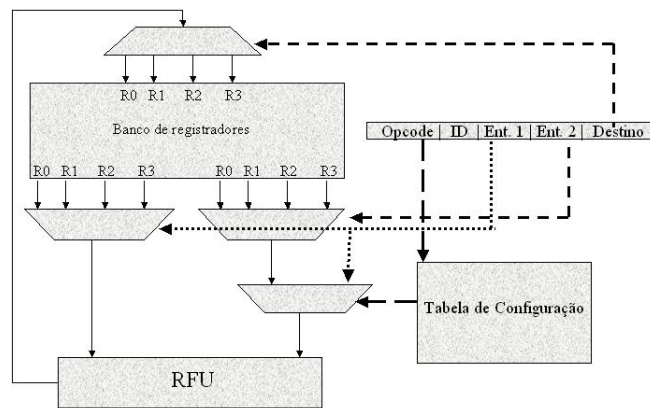 R0 R1 R2 R3
Banco de registradores
Opcode ID Ent. 1 Ent. 2 Destino
R0 R1 R2 R3 R0 R1 R2 R3
Tabela de Configuração
RFU